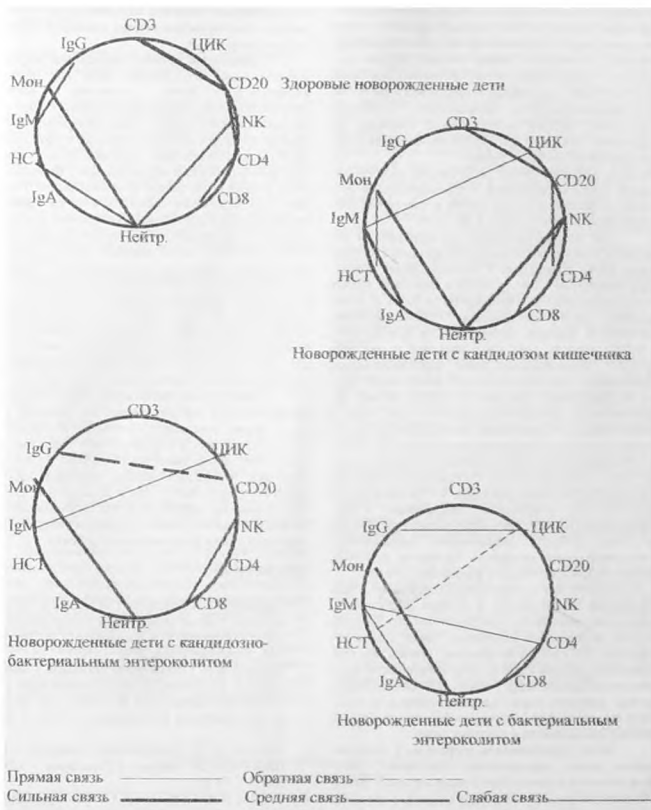 CD3
IgG
ЦИК
Мон
CD20
Здоровые новорожденные дети
IgM
NK
НСТ
CD4
IgA
CD8
Нейтр.
CD3
IgG
ЦИК
Мон
CD20
IgM
NK
НСТ
CD4
IgA
CD8
Нейтр.
Новорожденные дети с кандидозом кишечника
CD3
IgG
ЦИК
Мон
CD20
IgM
NK
НСТ
CD4
IgA
CD8
Нейтр.
Новорожденные дети с кандидозно-
бактериальным энтероколитом
CD3
IgG
ЦИК
Мон
CD20
IgM
NK
НСТ
CD4
IgA
CD8
Нейтр.
Новорожденные дети с бактериальным
энтероколитом
Прямая связь Обратная связь
Сильная связь Средняя связь Слабая связь